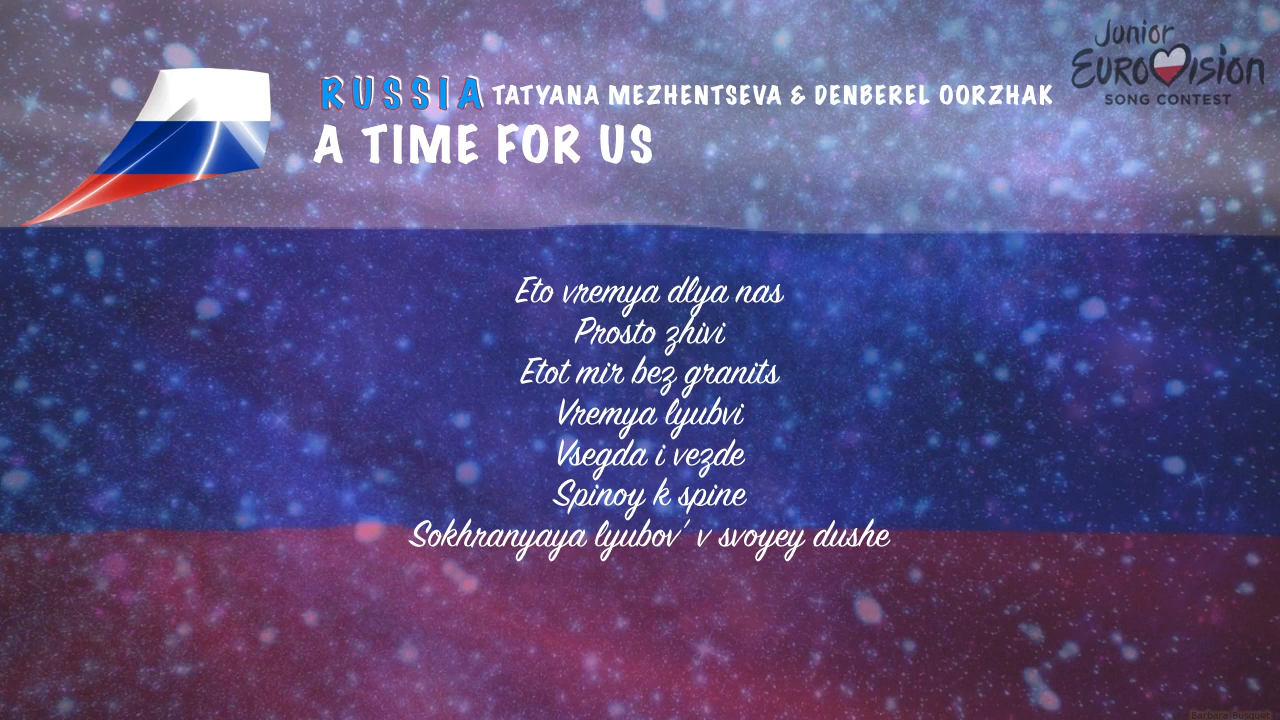 Junior
EUROVISION
SONG CONTEST
RUSSIA TATYANA MEZHENTSEVA & DENBEREL OORZHAK
A TIME FOR US
Eto vremya dlya nas
Prosto zhivi
Etot mir bez granits
Vremya lyubvi
Vsegda i vezde
Spinoy k spine
Sokhranyaya lyubov' v svoyey dushe